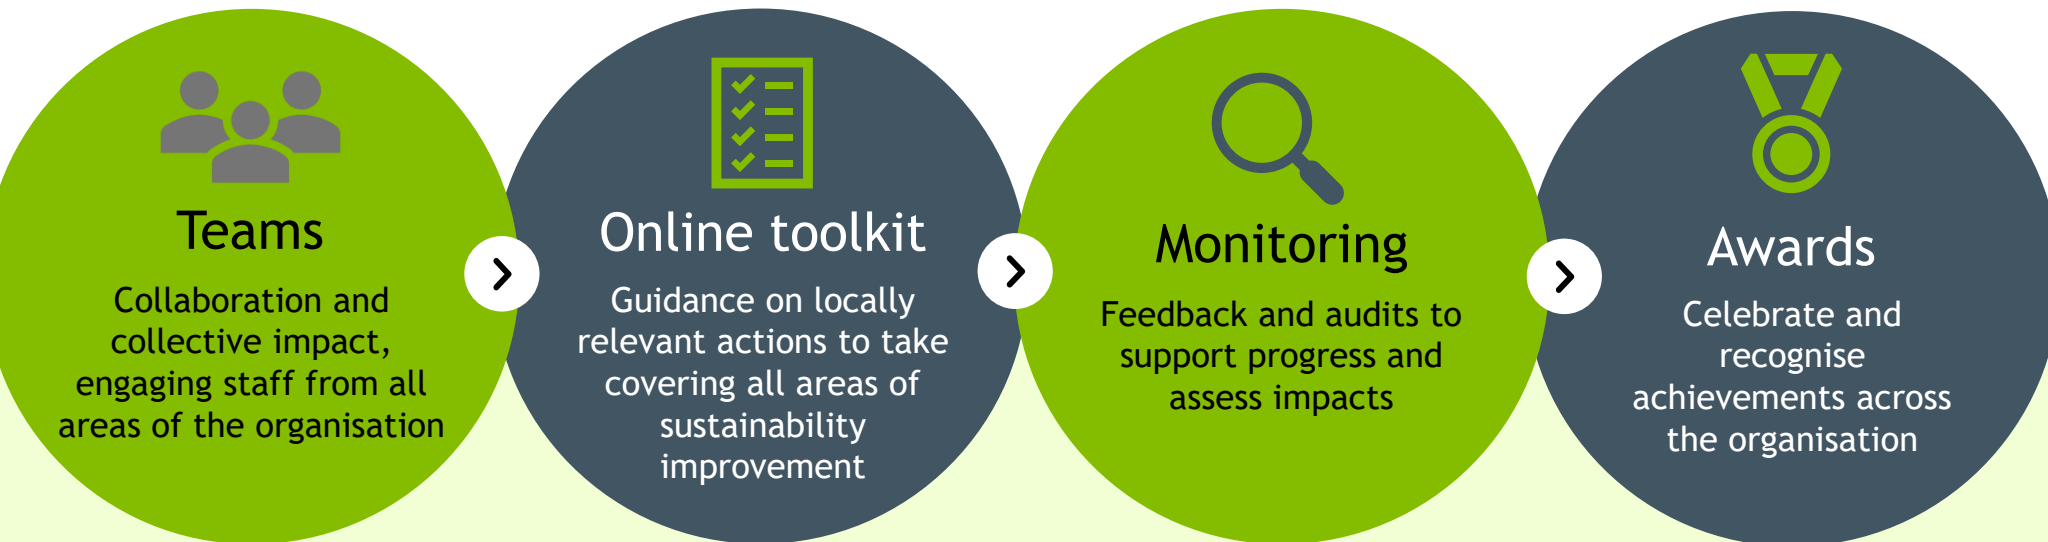 Teams
Collaboration and
collective impact,
engaging staff from all
areas of the organisation
Online toolkit
Guidance on locally
relevant actions to take
covering all areas of
sustainability
improvement
Monitoring
Feedback and audits to
support progress and
assess impacts
Awards
Celebrate and
recognise
achievements across
the organisation